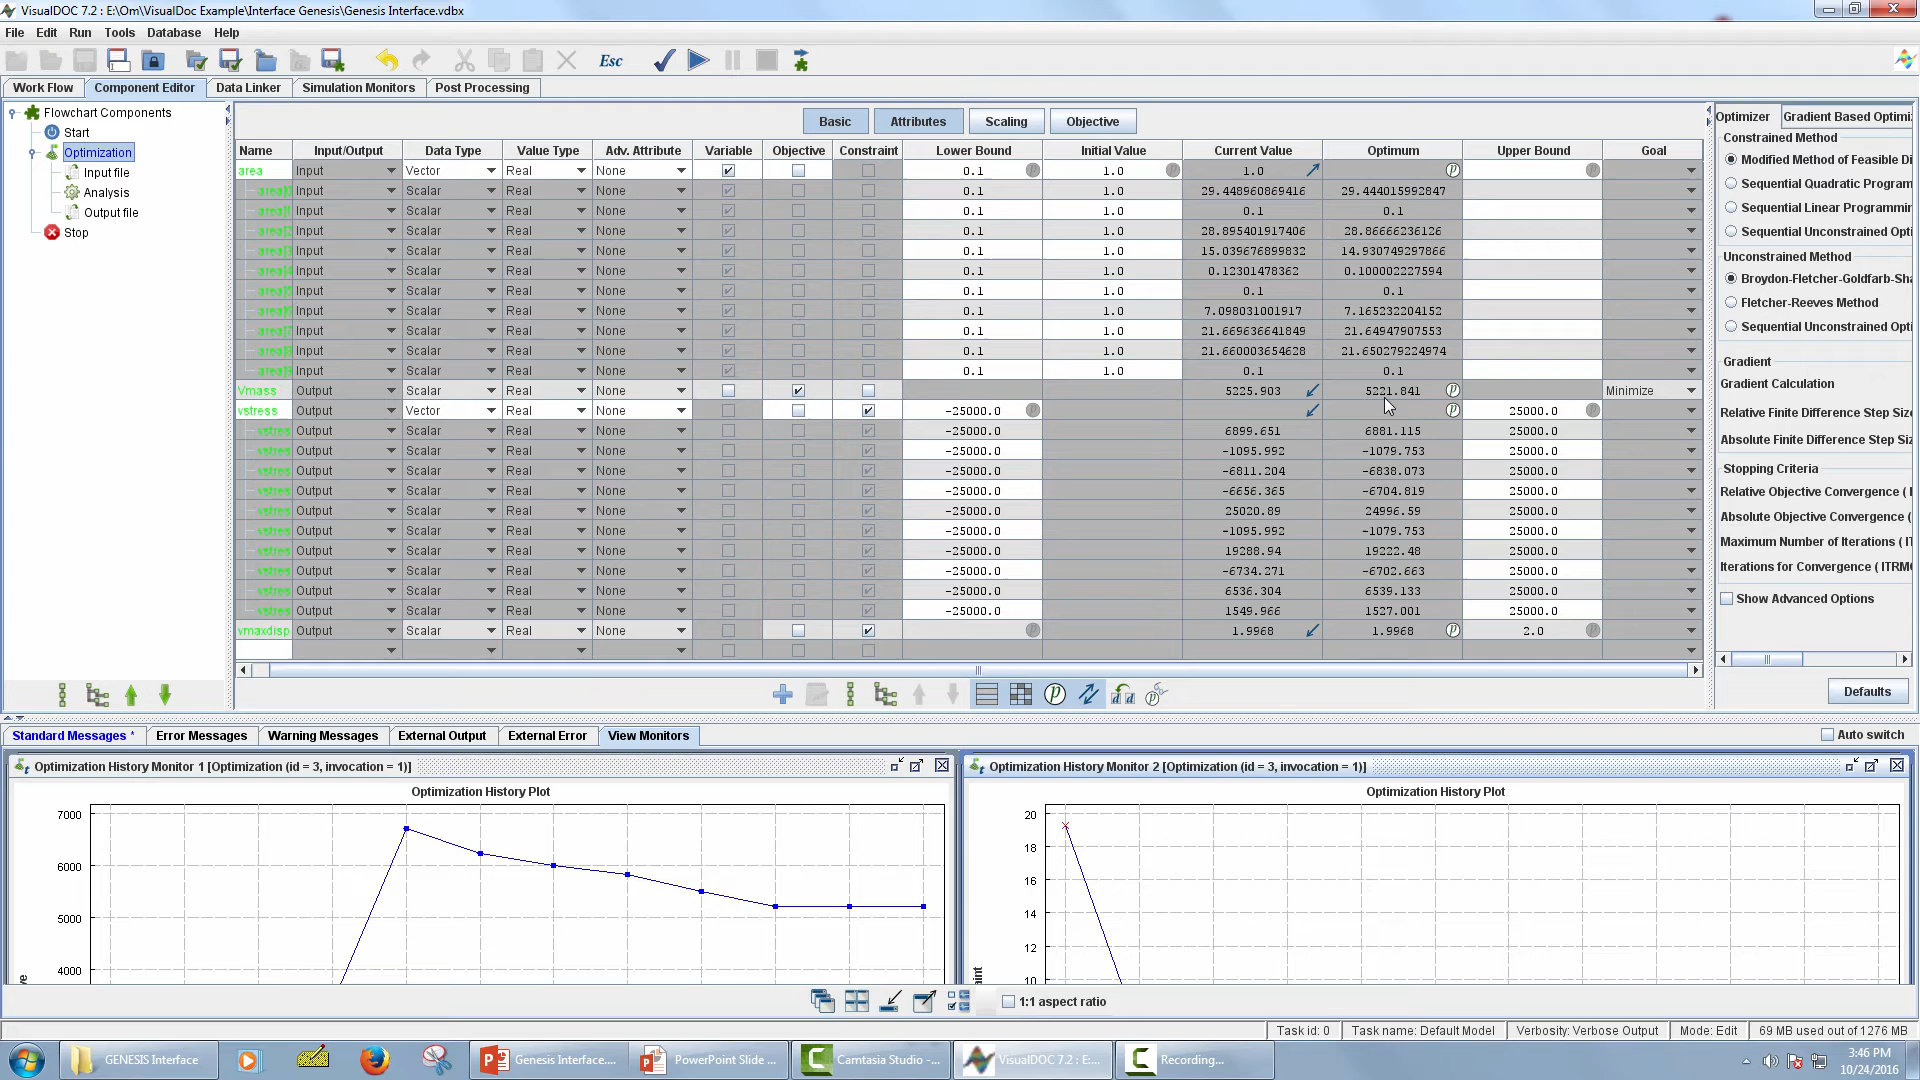 VisualDOC 7.2 : E:\Om\VisualDoc Example\Interface Genesis\Genesis Interface.vdbx
File Edit Run Tools Database Help
Esc
Work Flow Component Editor Data Linker Simulation Monitors Post Processing
Flowchart Components
Start
Optimization
Input file
Analysis
Output file
Stop
Basic Attributes Scaling Objective
Name Input/Output Data Type Value Type Adv. Attribute Variable Objective Constraint Lower Bound Initial Value Current Value Optimum Upper Bound Goal
area Input Vector Real None 0.1 1.0 1.0
Input Scalar Real None 29.448960869416 29.444015992847
Input Scalar Real None 0.1 1.0 0.1 0.1
Input Scalar Real None 0.1 1.0 28.895401917406 28.86666236126
Input Scalar Real None 0.1 1.0 15.039676899832 14.930749297866
Input Scalar Real None 0.1 1.0 0.12301478362 0.100002227594
Input Scalar Real None 0.1 1.0 0.1 0.1
Input Scalar Real None 0.1 1.0 7.098031001917 7.165232204152
Input Scalar Real None 0.1 1.0 21.669636641849 21.64947907553
Input Scalar Real None 0.1 1.0 21.660003654628 21.650279224974
Input Scalar Real None 0.1 1.0 0.1 0.1
Vmass Output Scalar Real None 5225.903 5221.841 Minimize
vstress Output Vector Real None -25000.0 25000.0
vstres Output Scalar Real None -25000.0 6899.651 6881.115 25000.0
vstres Output Scalar Real None -25000.0 -1095.992 -1079.753 25000.0
vstres Output Scalar Real None -25000.0 -6811.204 -6838.073 25000.0
vstres Output Scalar Real None -25000.0 -6656.365 -6704.819 25000.0
vstres Output Scalar Real None -25000.0 25020.89 24996.59 25000.0
vstres Output Scalar Real None -25000.0 -1095.992 -1079.753 25000.0
vstres Output Scalar Real None -25000.0 19288.94 19222.48 25000.0
vstres Output Scalar Real None -25000.0 -6734.271 -6702.663 25000.0
vstres Output Scalar Real None -25000.0 6536.304 6539.133 25000.0
vstres Output Scalar Real None -25000.0 1549.966 1527.001 25000.0
vmaxdisp Output Scalar Real None 1.9968 1.9968 2.0
Optimizer Gradient Based Optimi
Constrained Method
Modified Method of Feasible Di
Sequential Quadratic Program
Sequential Linear Programmin
Sequential Unconstrained Opti
Unconstrained Method
Broydon-Fletcher-Goldfarb-Sha
Fletcher-Reeves Method
Sequential Unconstrained Opti
Gradient
Gradient Calculation
Relative Finite Difference Step Size
Absolute Finite Difference Step Siz
Stopping Criteria
Relative Objective Convergence (
Absolute Objective Convergence (
Maximum Number of Iterations ( IT
Iterations for Convergence ( ITRMC
Show Advanced Options
Defaults
Standard Messages * Error Messages Warning Messages External Output External Error View Monitors Auto switch
Optimization History Monitor 1 [Optimization (id = 3, invocation = 1)]
Optimization History Plot
7000
6000
5000
4000
Optimization History Monitor 2 [Optimization (id = 3, invocation = 1)]
Optimization History Plot
20
18
16
14
12
10
1:1 aspect ratio
Task id: 0 Task name: Default Model Verbosity: Verbose Output Mode: Edit 69 MB used out of 1276 MB
GENESIS Interface Genesis Interface.... PowerPoint Slide ... Camtasia Studio -... VisualDOC 7.2 : E:... Recording... 3:46 PM
10/24/2016